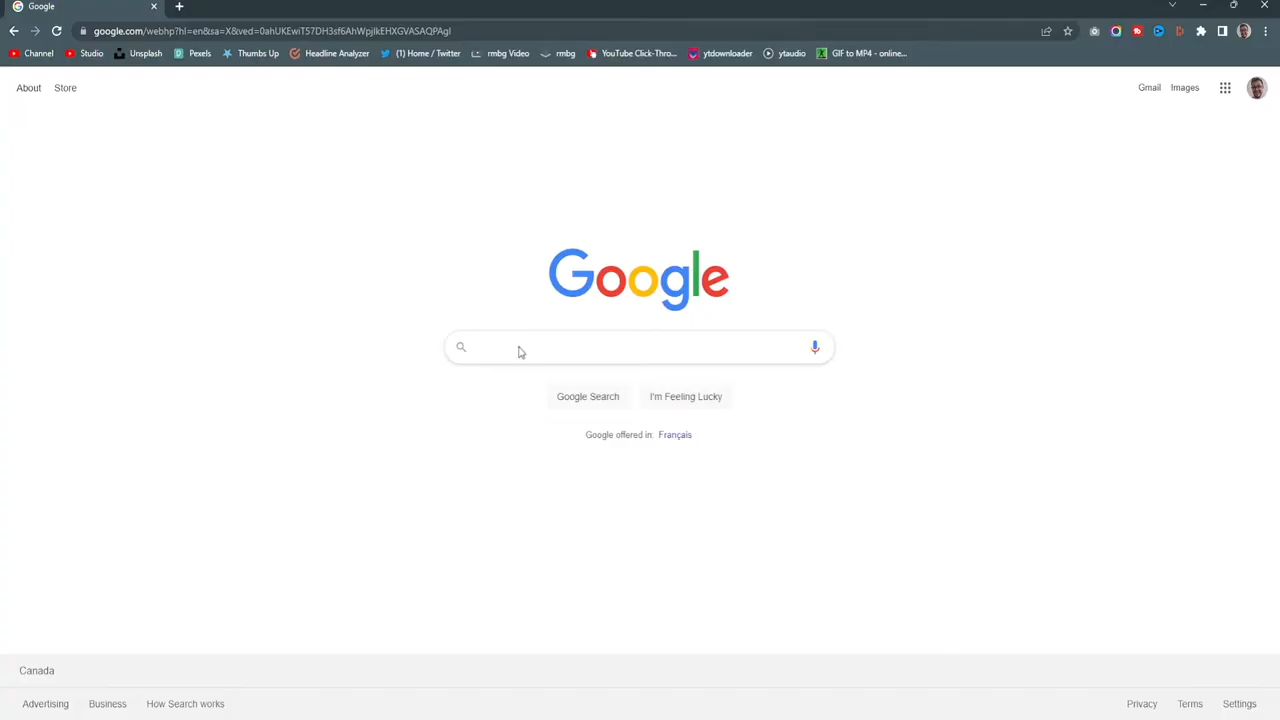 Google
google.com/webhp?hl=en&sa=X&ved=0ahUKEwiT57DH3sf6AhWpjIkEHXGVASAQPAgI
Channel Studio Unsplash Pexels Thumbs Up Headline Analyzer (1) Home / Twitter rmbg Video rmbg YouTube Click-Thro... ytdownloader ytaudio GIF to MP4 - online...
About Store Gmail Images
Google
Google Search I'm Feeling Lucky
Google offered in: Français
Canada
Advertising Business How Search works Privacy Terms Settings